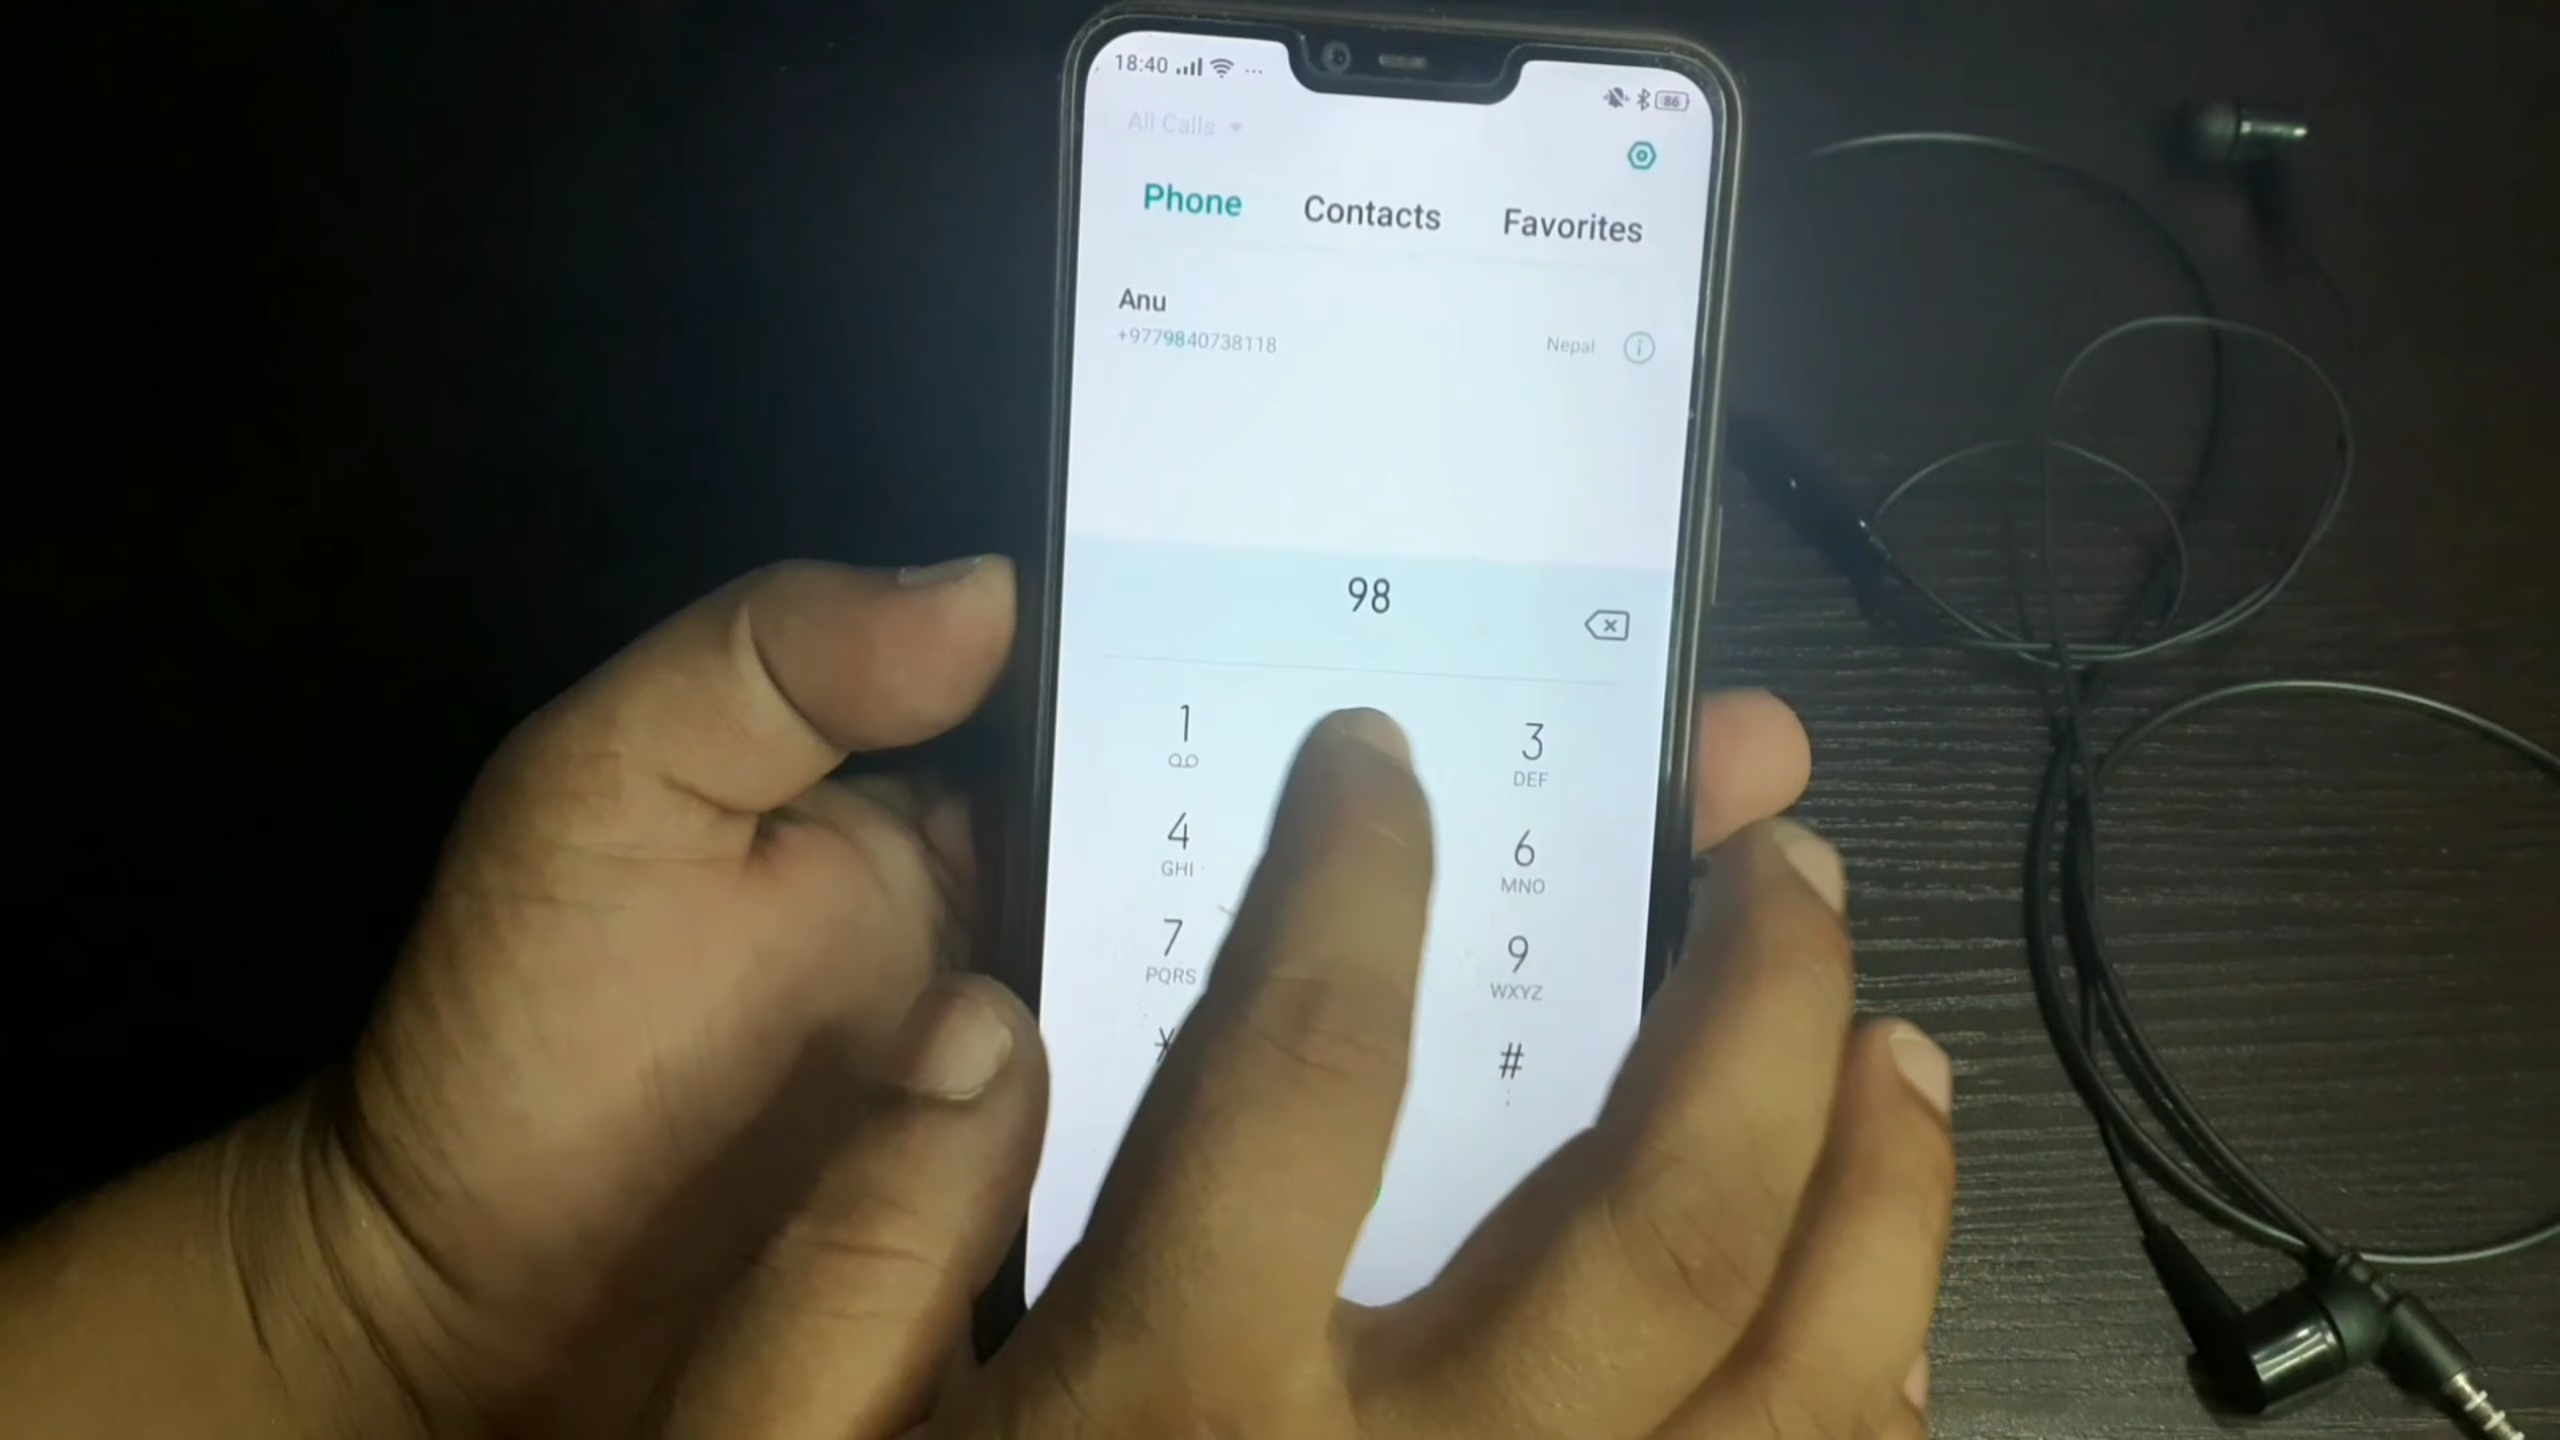 18:40
86
All Calls
Phone Contacts Favorites
Anu
+9779840738118
Nepal
98
1
3
DEF
4
GHI
6
MNO
7
PQRS
9
WXYZ
*
#
;